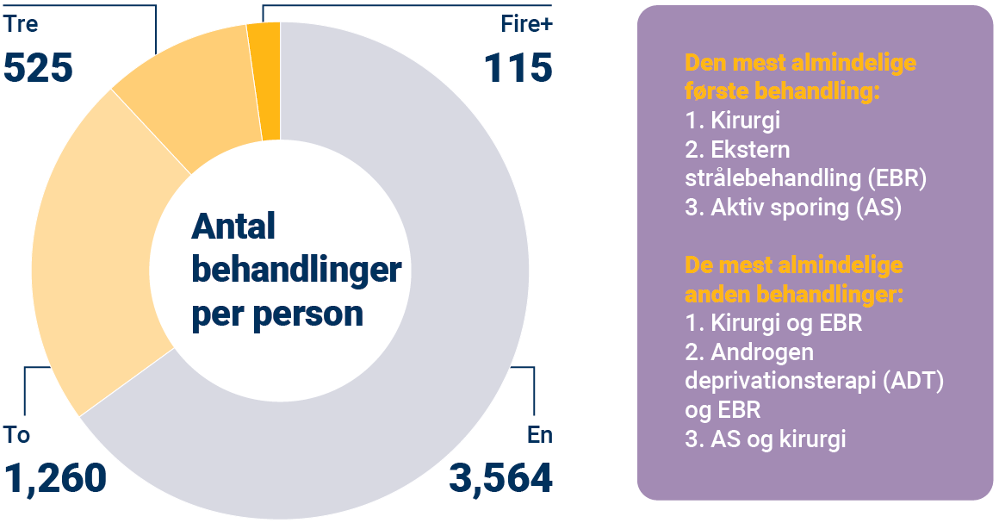 Tre
525
Fire+
115
Antal
behandlinger
per person
To
1,260
En
3,564
Den mest almindelige
første behandling:
1. Kirurgi
2. Ekstern
strålebehandling (EBR)
3. Aktiv sporing (AS)
De mest almindelige
anden behandlinger:
1. Kirurgi og EBR
2. Androgen
deprivationsterapi (ADT)
og EBR
3. AS og kirurgi